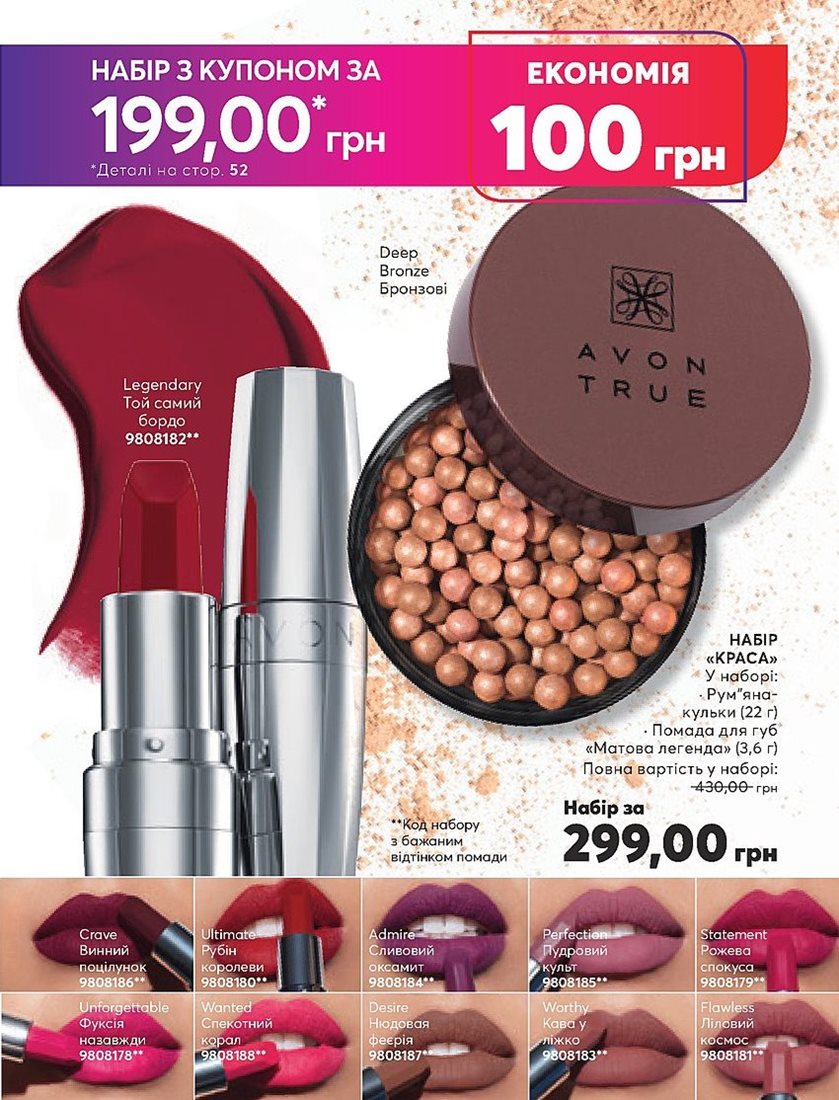 НАБІР З КУПОНОМ ЗА
199,00* грн
*Деталі на стор. 52
ЕКОНОМІЯ
100 грн
Deep
Bronze
Бронзові
AVON
TRUE
Legendary
Той самий
бордо
9808182**
AVON
НАБІР
«КРАСА»
У наборі:
· Рум"яна-
кульки (22 г)
· Помада для губ
«Матова легенда» (3,6 г)
Повна вартість у наборі:
430,00 грн
Набір за
299,00 грн
**Код набору
з бажаним
відтінком помади
Crave
Винний
поцілунок
9808186**
Ultimate
Рубін
королеви
9808180**
Admire
Сливовий
оксамит
9808184**
Perfection
Пудровий
культ
9808185**
Statement
Рожева
спокуса
9808179**
Unforgettable
Фуксія
назавжди
9808178**
Wanted
Спекотний
корал
9808188**
Desire
Нюдовая
феєрія
9808187**
Worthy
Кава у
ліжко
9808183**
Flawless
Ліловий
космос
9808181**